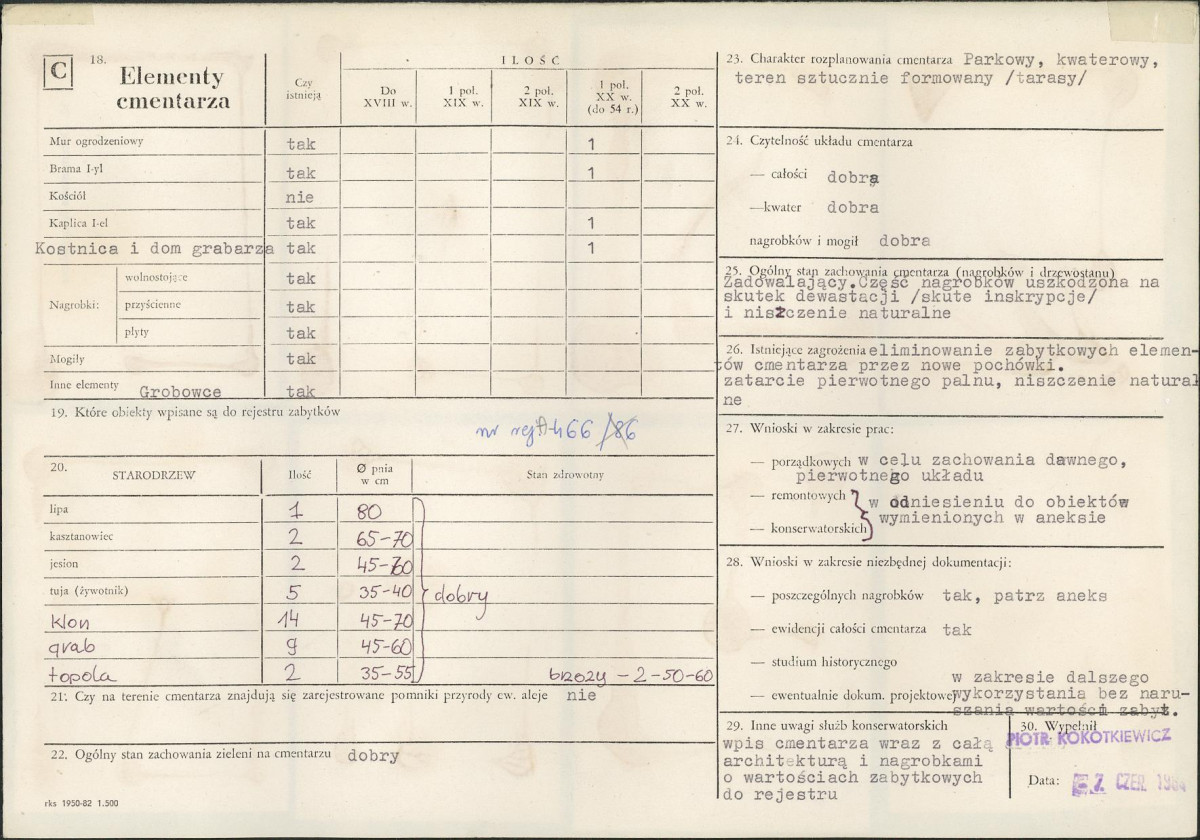 C
18. Elementy cmentarza
Czy istnieją
ILOŚĆ
Do XVIII w.
1 poł. XIX w.
2 poł. XIX w.
1 poł. XX w. (do 54 r.)
2 poł. XX w.
Mur ogrodzeniowy tak 1
Brama I-yl tak 1
Kościół nie
Kaplica I-el tak 1
Kostnica i dom grabarza tak 1
Nagrobki:
wolnostojące tak
przyścienne tak
płyty tak
Mogiły tak
Inne elementy Grobowce tak
19. Które obiekty wpisane są do rejestru zabytków
nr rej A-466/86
20. STARODRZEW Ilość Ø pnia w cm Stan zdrowotny
lipa 1 80
kasztanowiec 2 65-70
jesion 2 45-60
tuja (żywotnik) 5 35-40 dobry
klon 14 45-70
grab 9 45-60
topola 2 35-55 brzozy - 2-50-60
21. Czy na terenie cmentarza znajdują się zarejestrowane pomniki przyrody ew. aleje nie
22. Ogólny stan zachowania zieleni na cmentarzu dobry
rks 1950-82 1.500
23. Charakter rozplanowania cmentarza Parkowy, kwaterowy,
teren sztucznie formowany /tarasy/
24. Czytelność układu cmentarza
— całości dobra
—kwater dobra
nagrobków i mogił dobra
25. Ogólny stan zachowania cmentarza (nagrobków i drzewostanu)
Zadowalający.Część nagrobków uszkodzona na
skutek dewastacji /skute inskrypcje/
i niszczenie naturalne
26. Istniejące zagrożenia eliminowanie zabytkowych elemen-
tów cmentarza przez nowe pochówki.
zatarcie pierwotnego palnu, niszczenie natural
ne
27. Wnioski w zakresie prac:
— porządkowych w celu zachowania dawnego,
pierwotnego układu
— remontowych w odniesieniu do obiektów
— konserwatorskich wymienionych w aneksie
28. Wnioski w zakresie niezbędnej dokumentacji:
— poszczególnych nagrobków tak, patrz aneks
— ewidencji całości cmentarza tak
— studium historycznego
w zakresie dalszego
— ewentualnie dokum. projektowej wykorzystania bez naru-
szania wartości zabyt.
29. Inne uwagi służb konserwatorskich
wpis cmentarza wraz z całą
architekturą i nagrobkami
o wartościach zabytkowych
do rejestru
30. Wypełnił
PIOTR KOKOTKIEWICZ
Data: 7. CZER.